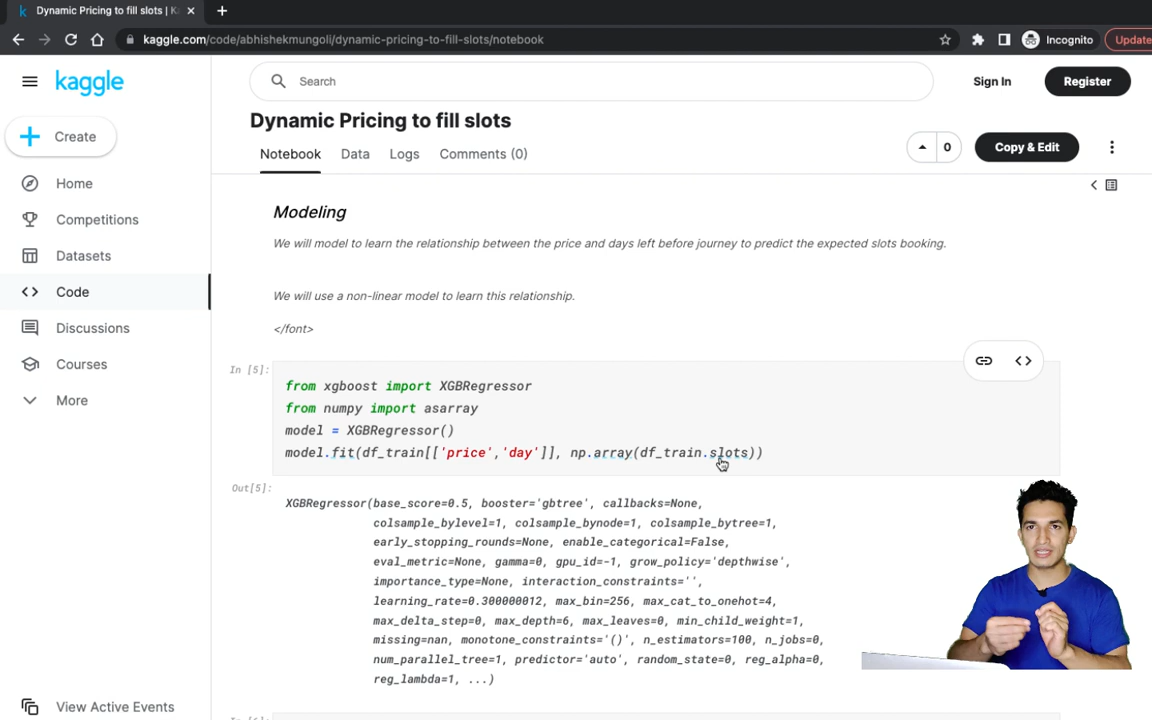 Dynamic Pricing to fill slots | K
kaggle.com/code/abhishekmungoli/dynamic-pricing-to-fill-slots/notebook
Incognito
Update
kaggle
Search
Sign In
Register
Create
Home
Competitions
Datasets
Code
Discussions
Courses
More
View Active Events
Dynamic Pricing to fill slots
0
Copy & Edit
Notebook
Data
Logs
Comments (0)
Modeling
We will model to learn the relationship between the price and days left before journey to predict the expected slots booking.
We will use a non-linear model to learn this relationship.
</font>
In [5]:
from xgboost import XGBRegressor
from numpy import asarray
model = XGBRegressor()
model.fit(df_train[['price','day']], np.array(df_train.slots))
Out[5]:
XGBRegressor(base_score=0.5, booster='gbtree', callbacks=None,
colsample_bylevel=1, colsample_bynode=1, colsample_bytree=1,
early_stopping_rounds=None, enable_categorical=False,
eval_metric=None, gamma=0, gpu_id=-1, grow_policy='depthwise',
importance_type=None, interaction_constraints='',
learning_rate=0.300000012, max_bin=256, max_cat_to_onehot=4,
max_delta_step=0, max_depth=6, max_leaves=0, min_child_weight=1,
missing=nan, monotone_constraints='()', n_estimators=100, n_jobs=0,
num_parallel_tree=1, predictor='auto', random_state=0, reg_alpha=0,
reg_lambda=1, ...)